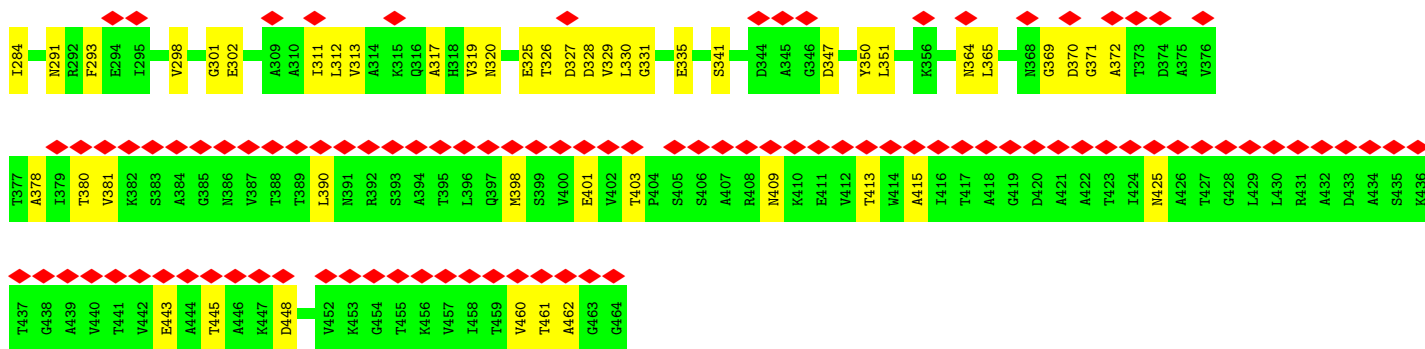 I284 N291 R292 F293 E294 I295 V298 G301 E302 A309 A310 I311 L312 V313 A314 K315 Q316 A317 H318 V319 N320 E325 T326 D327 D328 V329 L330 G331 E335 S341 D344 A345 G346 D347 Y350 L351 K356 N364 L365 N368 G369 D370 G371 A372 T373 D374 A375 V376
T377 A378 I379 T380 V381 K382 S383 A384 G385 N386 V387 T388 T389 L390 N391 R392 S393 A394 T395 L396 Q397 M398 S399 V400 E401 V402 T403 P404 S405 S406 A407 R408 N409 K410 E411 V412 T413 W414 A415 I416 T417 A418 G419 D420 A421 A422 T423 I424 N425 A426 T427 G428 L429 L430 R431 A432 D433 A434 S435 K436
T437 G438 A439 V440 T441 V442 E443 A444 T445 A446 K447 D448 V452 K453 G454 T455 K456 V457 I458 T459 V460 T461 A462 G463 G464